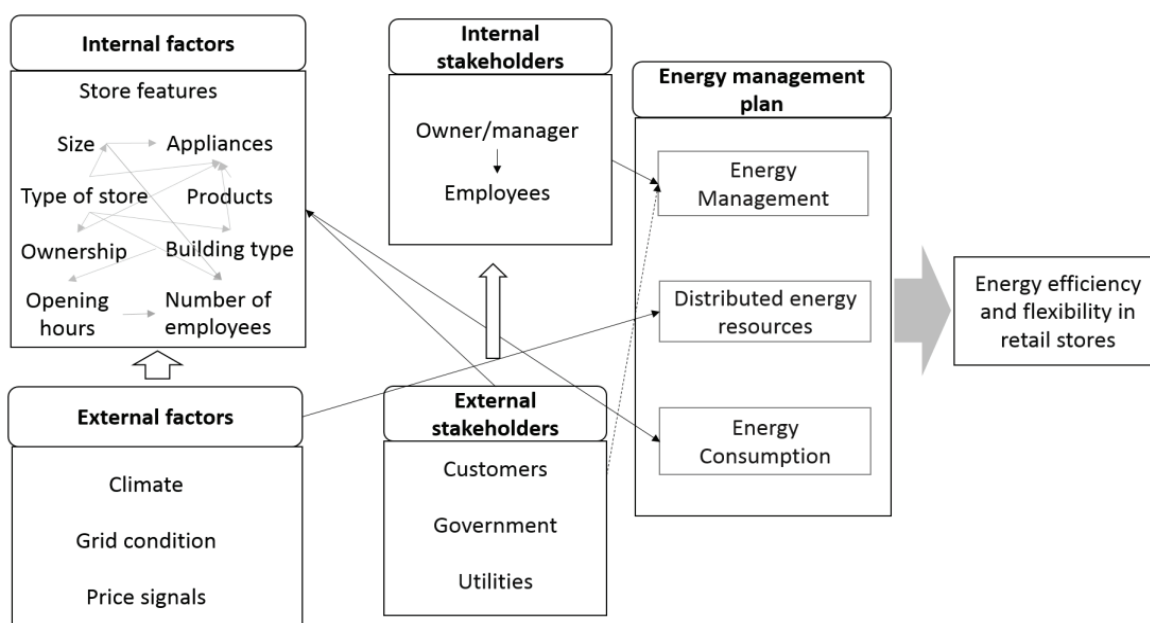 Internal factors
Store features
Size
Appliances
Type of store
Products
Ownership
Building type
Opening
hours
Number of
employees
External factors
Climate
Grid condition
Price signals
Internal
stakeholders
Owner/manager
Employees
External
stakeholders
Customers
Government
Utilities
Energy management
plan
Energy
Management
Distributed energy
resources
Energy
Consumption
Energy efficiency
and flexibility in
retail stores